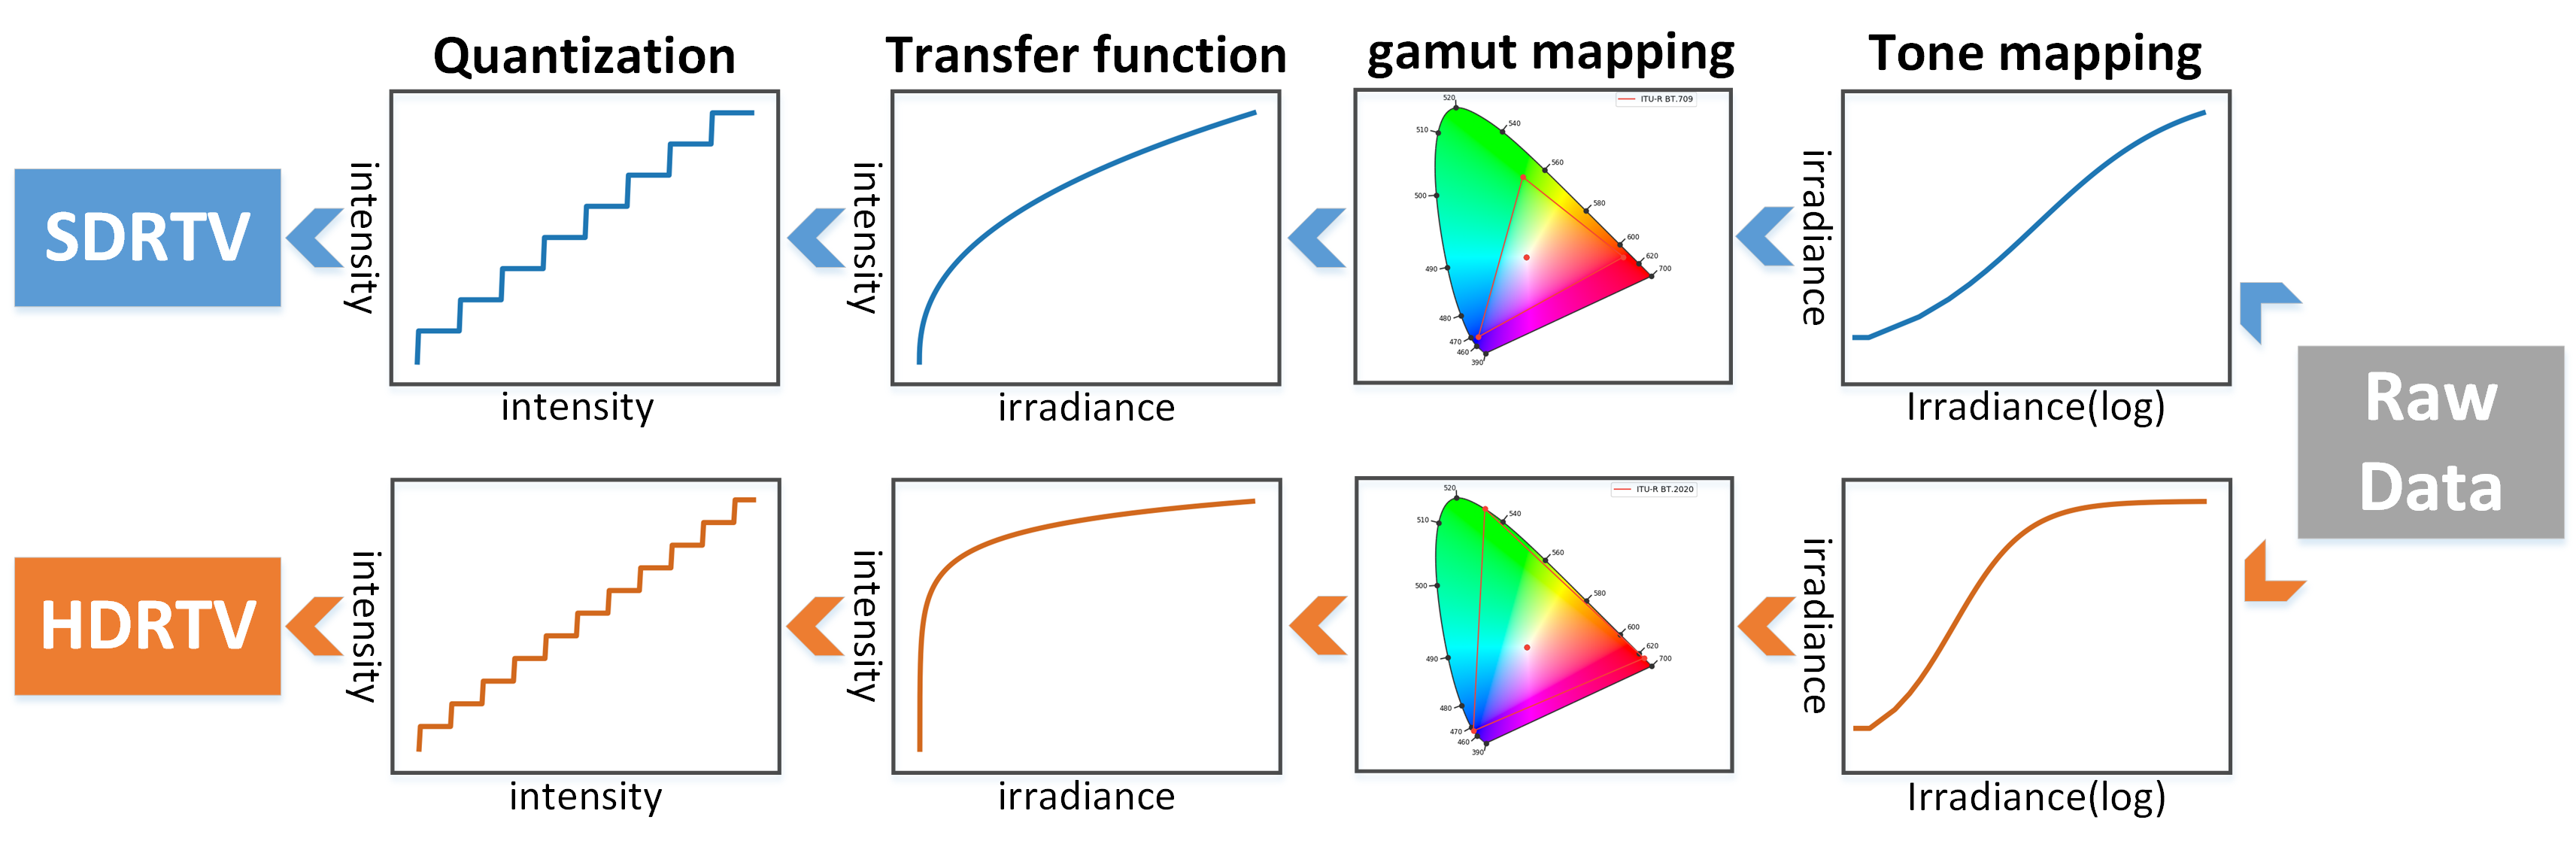 Quantization
Transfer function
gamut mapping
Tone mapping
SDRTV
intensity
intensity
intensity
irradiance
ITU-R BT.709
520
540
510
560
500
580
600
620
700
490
480
470
460
390
irradiance
Irradiance(log)
Raw
Data
HDRTV
intensity
intensity
intensity
irradiance
ITU-R BT.2020
520
540
510
560
500
580
600
620
700
490
480
470
460
390
irradiance
Irradiance(log)